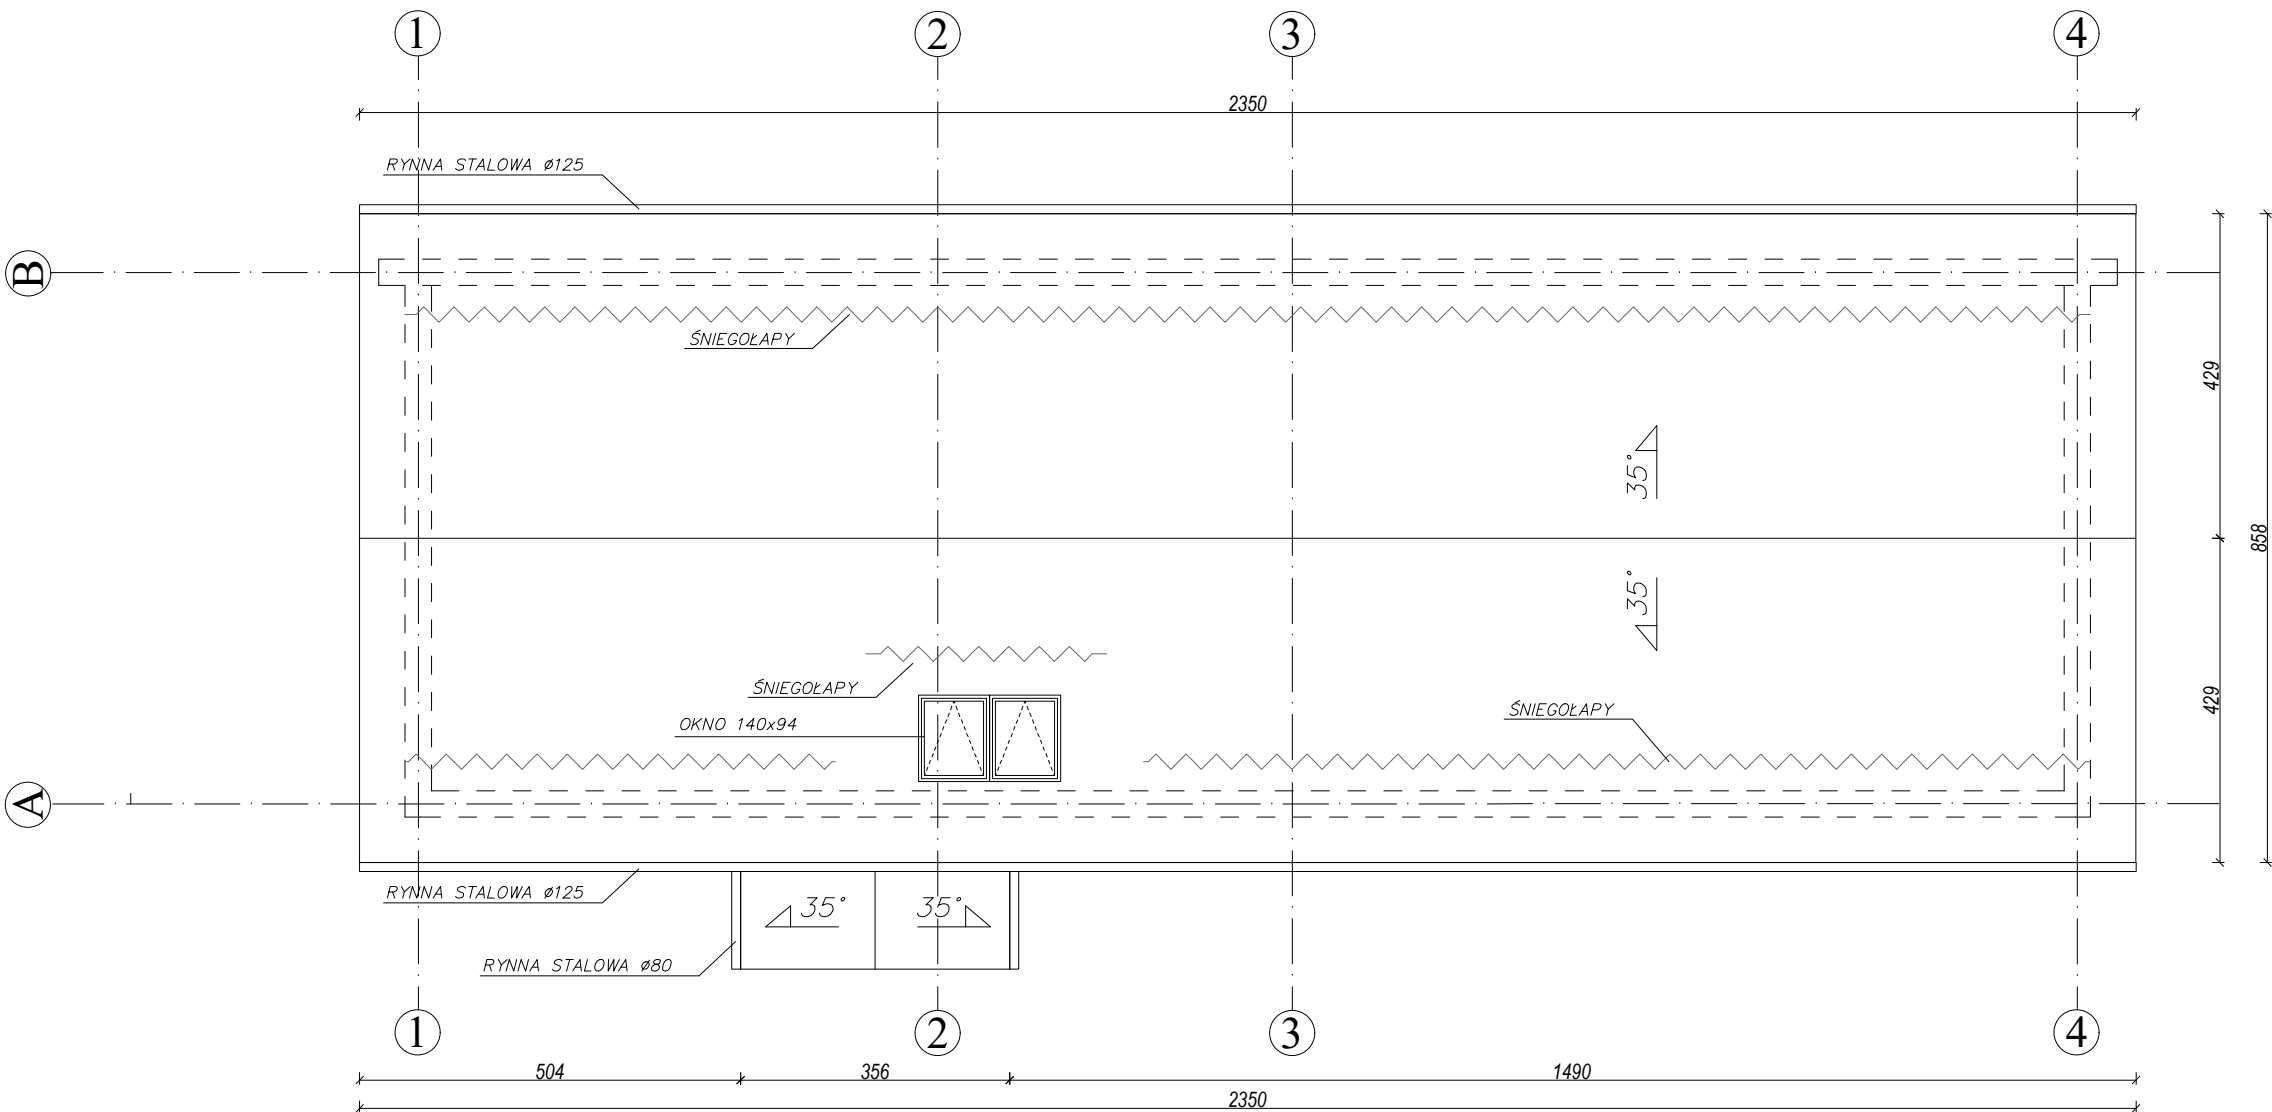 1
2
3
4
2350
RYNNA STALOWA ø125
B
ŚNIEGOŁAPY
429
35°
858
35°
ŚNIEGOŁAPY
429
OKNO 140x94
ŚNIEGOŁAPY
A
RYNNA STALOWA ø125
35°
35°
RYNNA STALOWA ø80
1
2
3
4
504
356
1490
2350